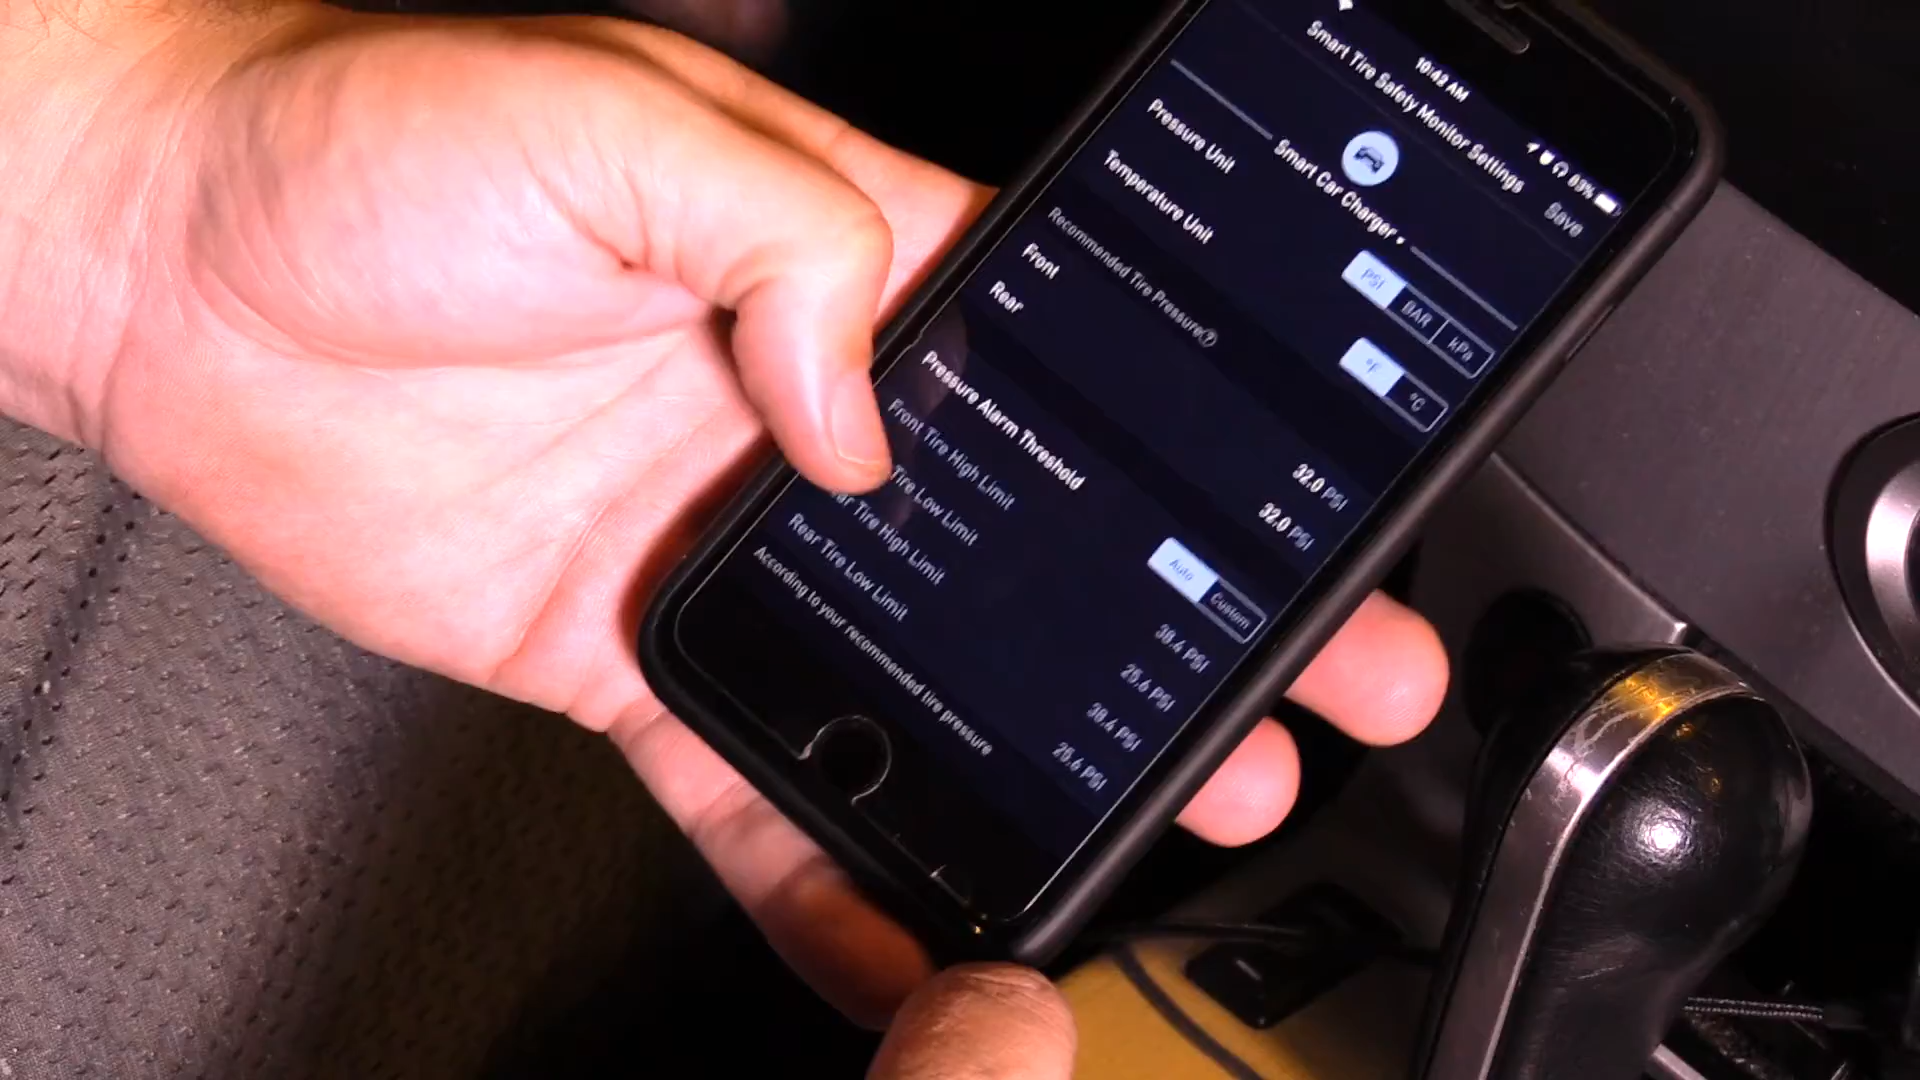 10:42 AM
83%
Smart Tire Safety Monitor Settings
Save
Smart Car Charger
Pressure Unit PSI BAR kPa
Temperature Unit °F °C
Recommended Tire Pressure?
Front 32.0 PSI
Rear 32.0 PSI
Pressure Alarm Threshold Auto Custom
Front Tire High Limit 38.4 PSI
Tire Low Limit 25.6 PSI
Tire High Limit 38.4 PSI
Rear Tire Low Limit 25.6 PSI
According to your recommended tire pressure